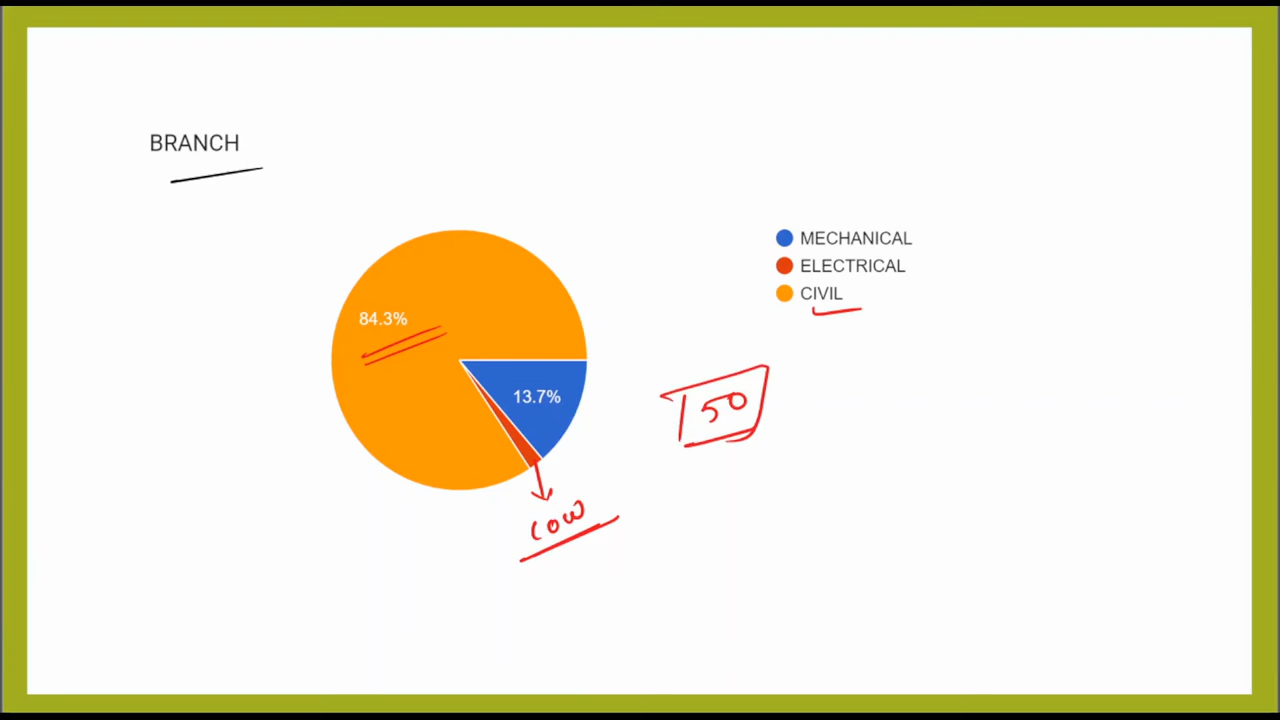 BRANCH
MECHANICAL
ELECTRICAL
CIVIL
84.3%
13.7%
150
LOW